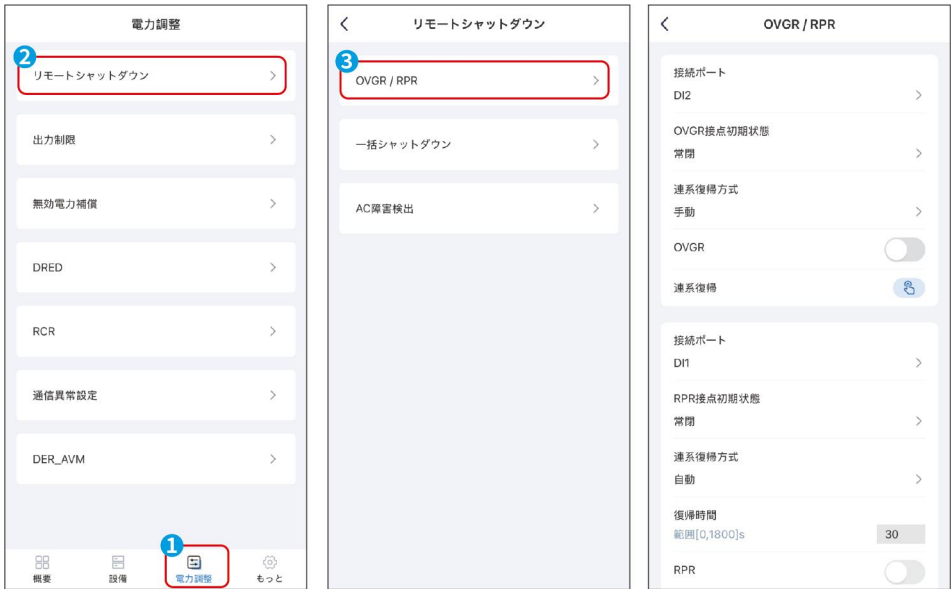 電力調整
2
リモートシャットダウン
出力制限
無効電力補償
DRED
RCR
通信異常設定
DER_AVM
1
概要
設備
電力調整
もっと
リモートシャットダウン
3
OVGR / RPR
一括シャットダウン
AC障害検出
OVGR / RPR
接続ポート
DI2
OVGR接点初期状態
常閉
連系復帰方式
手動
OVGR
連系復帰
接続ポート
DI1
RPR接点初期状態
常閉
連系復帰方式
自動
復帰時間
範囲[0,1800]s
30
RPR